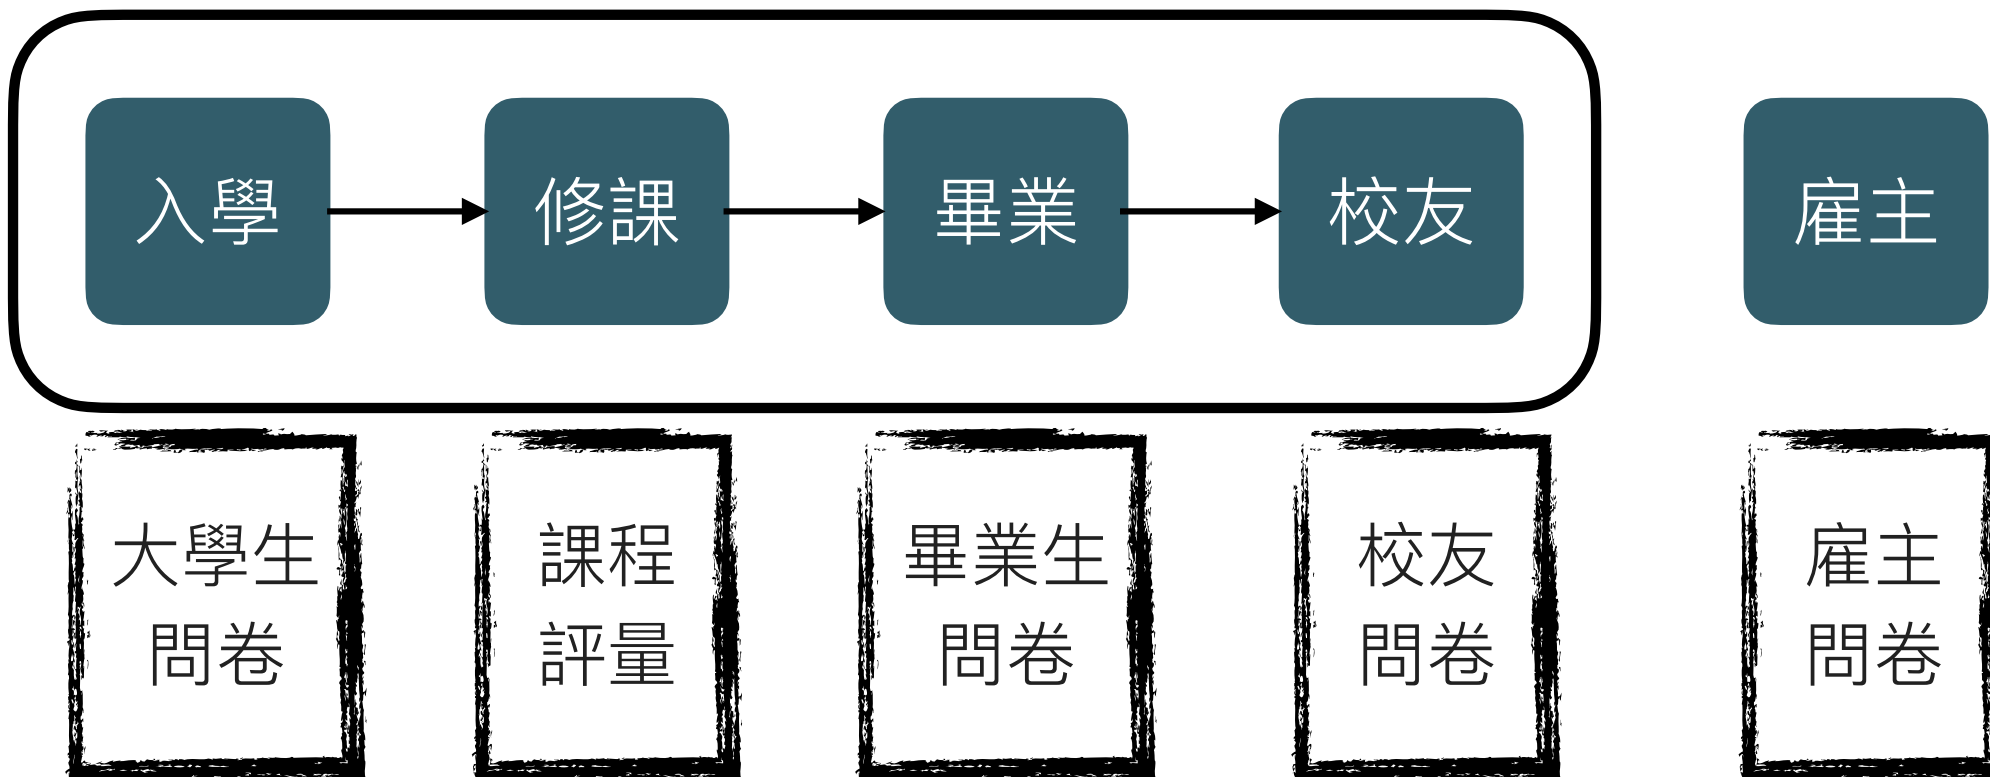 入學
修課
畢業
校友
雇主
大學生
問卷
課程
評量
畢業生
問卷
校友
問卷
雇主
問卷